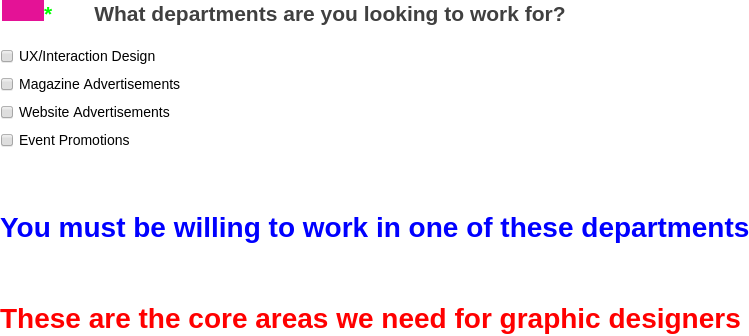 * What departments are you looking to work for?
UX/Interaction Design
Magazine Advertisements
Website Advertisements
Event Promotions
You must be willing to work in one of these departments
These are the core areas we need for graphic designers